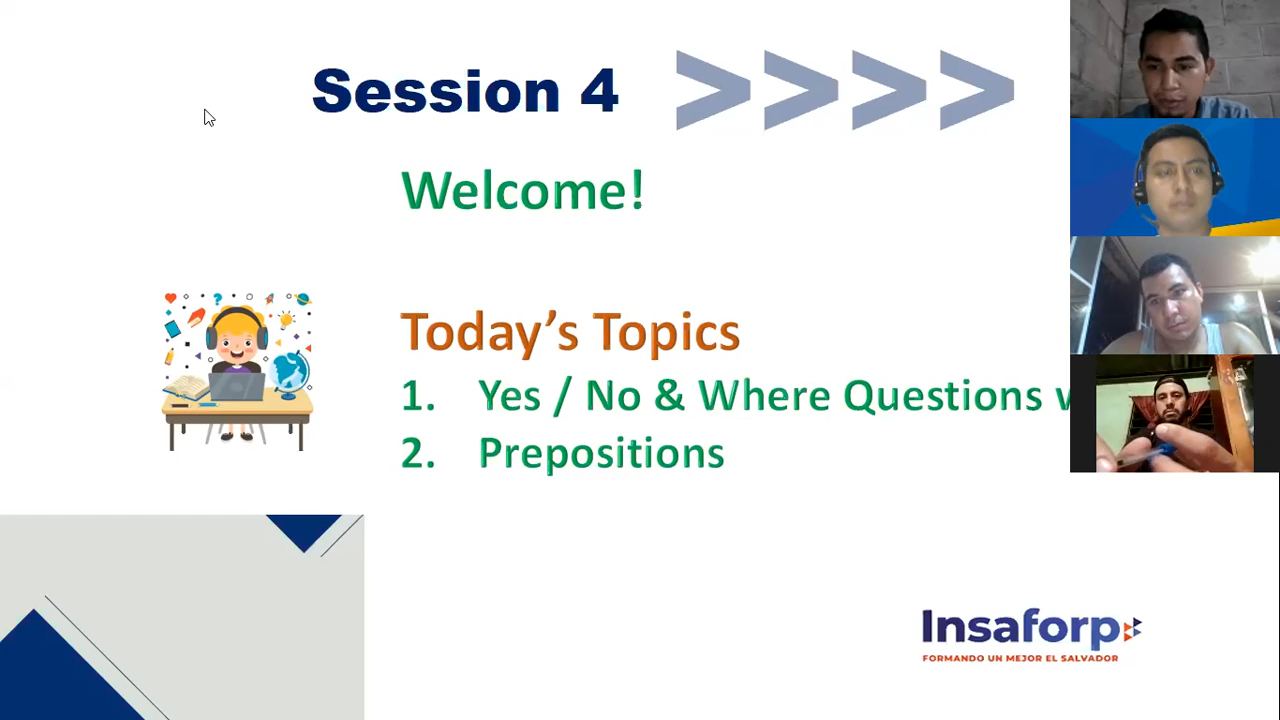 Session 4 >>>>
Welcome!
Today's Topics
1. Yes / No & Where Questions
2. Prepositions
Insaforp
FORMANDO UN MEJOR EL SALVADOR